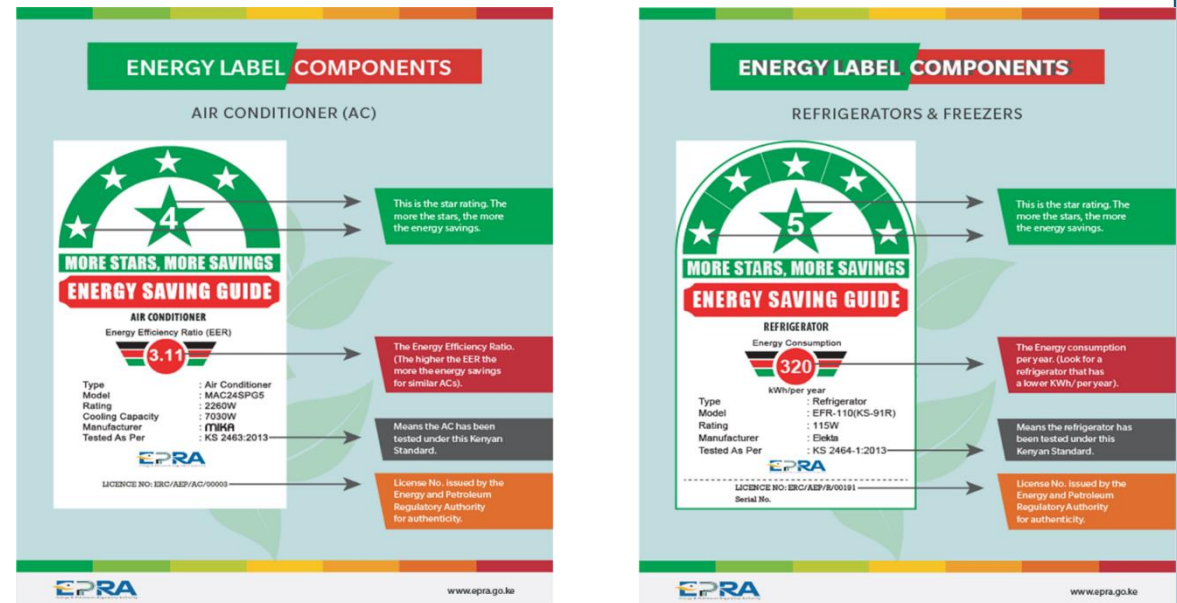 ENERGY LABEL COMPONENTS
AIR CONDITIONER (AC)
4
MORE STARS, MORE SAVINGS
ENERGY SAVING GUIDE
AIR CONDITIONER
Energy Efficiency Ratio (EER)
3.11
Type : Air Conditioner
Model : MAC24SPG5
Rating : 2260W
Cooling Capacity : 7030W
Manufacturer : MIKA
Tested As Per : KS 2463:2013
EPRA
LICENCE NO: ERC/AEP/AC/00003
This is the star rating. The
more the stars, the more
the energy savings.
The Energy Efficiency Ratio.
(The higher the EER the
more the energy savings
for similar ACs).
Means the AC has been
tested under this Kenyan
Standard.
License No. issued by the
Energy and Petroleum
Regulatory Authority
for authenticity.
EPRA
Energy & Petroleum Regulatory Authority
www.epra.go.ke
ENERGY LABEL COMPONENTS
REFRIGERATORS & FREEZERS
5
MORE STARS, MORE SAVINGS
ENERGY SAVING GUIDE
REFRIGERATOR
Energy Consumption
320
kWh/per year
Type : Refrigerator
Model : EFR-110(KS-91R)
Rating : 115W
Manufacturer : Elekta
Tested As Per : KS 2464-1:2013
EPRA
LICENCE NO: ERC/AEP/R/00191
Serial No.
This is the star rating. The
more the stars, the more
the energy savings.
The Energy consumption
per year. (Look for a
refrigerator that has
a lower KWh/ per year).
Means the refrigerator has
been tested under this
Kenyan Standard.
License No. issued by the
Energy and Petroleum
Regulatory Authority
for authenticity.
EPRA
Energy & Petroleum Regulatory Authority
www.epra.go.ke